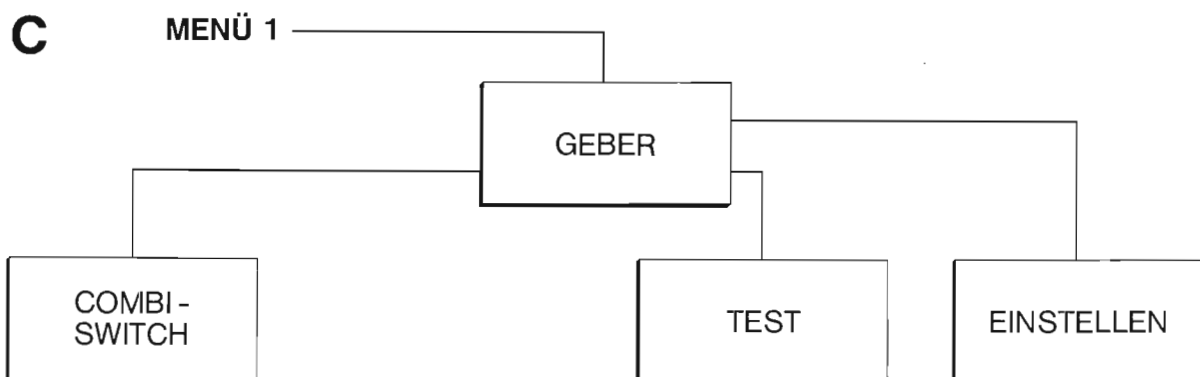 C
MENÜ 1
GEBER
COMBI-
SWITCH
TEST
EINSTELLEN